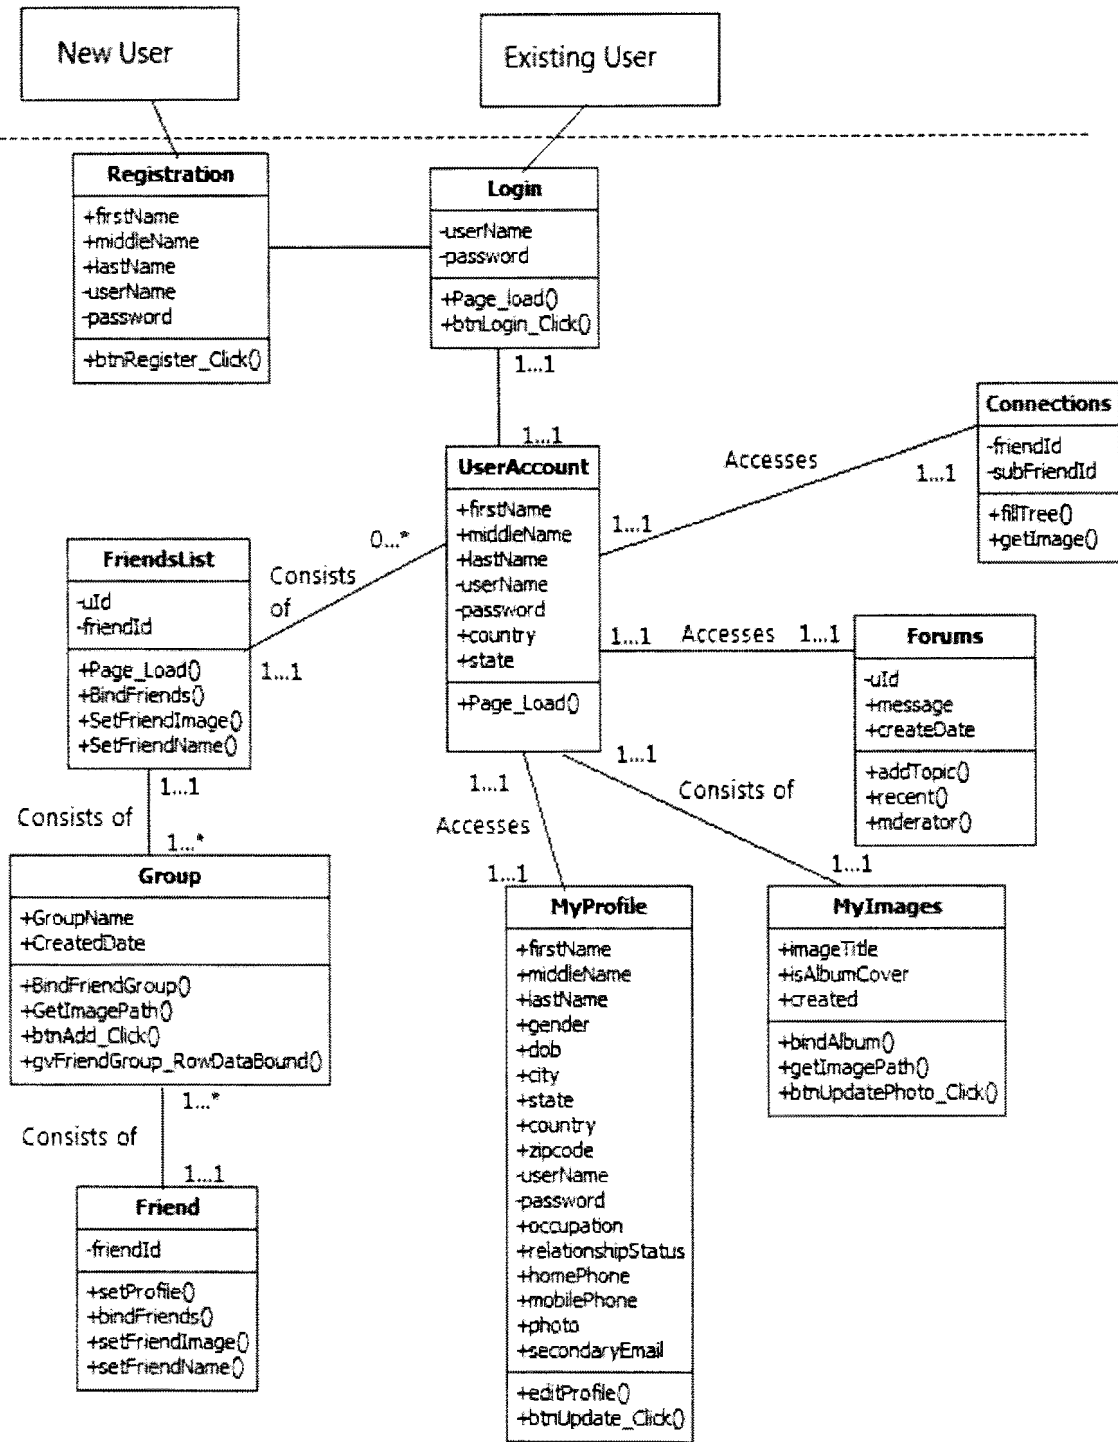 New User
Existing User
Registration
+firstName
+middleName
+lastName
-userName
-password
+btnRegister_Click()
Login
-userName
-password
+Page_load()
+btnLogin_Click()
1...1
1...1
UserAccount
+firstName
+middleName
+lastName
-userName
-password
+country
+state
+Page_Load()
Accesses
1...1
1...1
Connections
-friendId
-subFriendId
+fillTree()
+getImage()
0...*
Consists
of
1...1
FriendsList
-uId
-friendId
+Page_Load()
+BindFriends()
+SetFriendImage()
+SetFriendName()
1...1
Accesses
1...1
Forums
-uId
+message
+createDate
+addTopic()
+recent()
+mderator()
1...1
Consists of
1...*
Group
+GroupName
+CreatedDate
+BindFriendGroup()
+GetImagePath()
+btnAdd_Click()
+gvFriendGroup_RowDataBound()
1...*
Consists of
1...1
Friend
-friendId
+setProfile()
+bindFriends()
+setFriendImage()
+setFriendName()
1...1
Accesses
1...1
MyProfile
+firstName
+middleName
+lastName
+gender
+dob
+city
+state
+country
+zipcode
-userName
-password
+occupation
+relationshipStatus
+homePhone
+mobilePhone
+photo
+secondaryEmail
+editProfile()
+btnUpdate_Click()
1...1
Consists of
1...1
MyImages
+imageTitle
+isAlbumCover
+created
+bindAlbum()
+getImagePath()
+btnUpdatePhoto_Click()